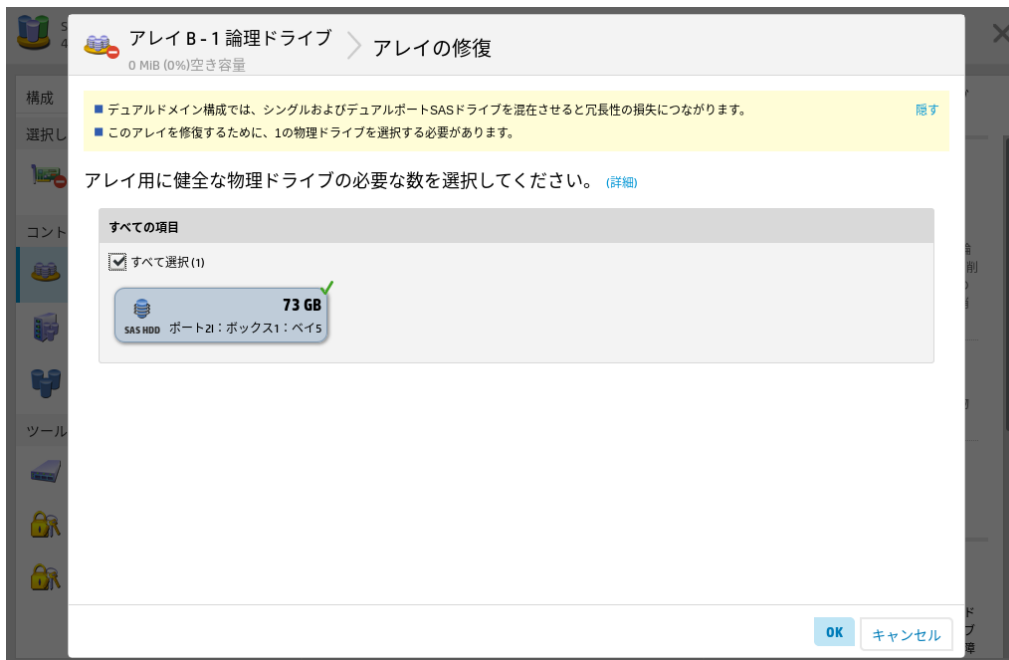 アレイ B - 1 論理ドライブ
アレイの修復
0 MiB (0%)空き容量
構成
■ デュアルドメイン構成では、シングルおよびデュアルポートSASドライブを混在させると冗長性の損失につながります。
隠す
■ このアレイを修復するために、1の物理ドライブを選択する必要があります。
選択し
アレイ用に健全な物理ドライブの必要な数を選択してください。 (詳細)
すべての項目
コント
すべて選択 (1)
73 GB
SAS HDD ポート2I：ボックス1：ベイ5
ツール
OK
キャンセル